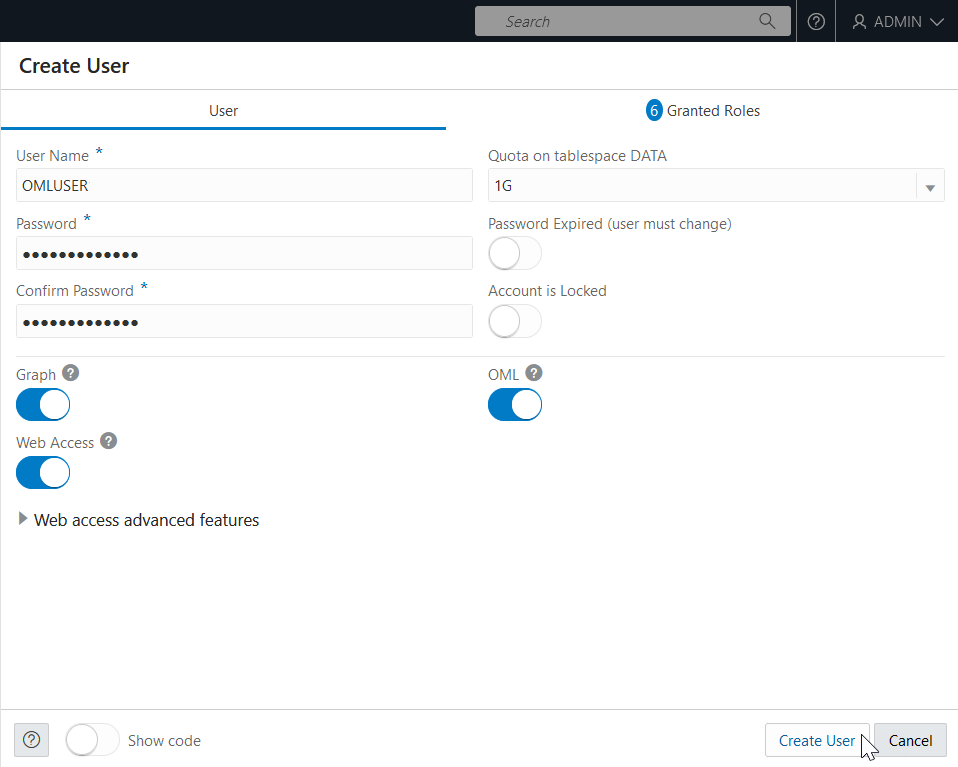 Search
ADMIN
Create User
User
6 Granted Roles
User Name *
Quota on tablespace DATA
OMLUSER
1G
Password *
Password Expired (user must change)
•••••••••••••
Confirm Password *
Account is Locked
•••••••••••••
Graph ?
OML ?
Web Access ?
Web access advanced features
? Show code
Create User
Cancel